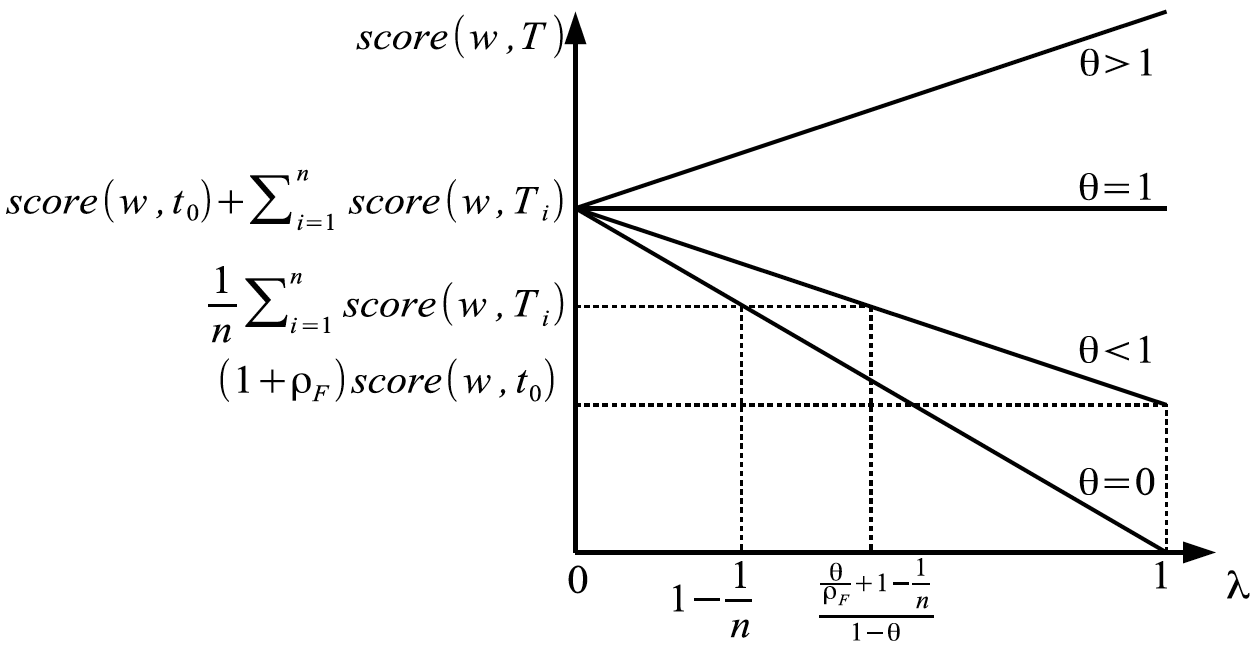 score(w,T)
θ>1
score(w,t₀)+∑ⁿᵢ₌₁ score(w,Tᵢ)
θ=1
1/n ∑ⁿᵢ₌₁ score(w,Tᵢ)
θ<1
(1+ρ_F)score(w,t₀)
θ=0
0
1−1/n
(θ/ρ_F+1−1/n)/(1−θ)
1
λ